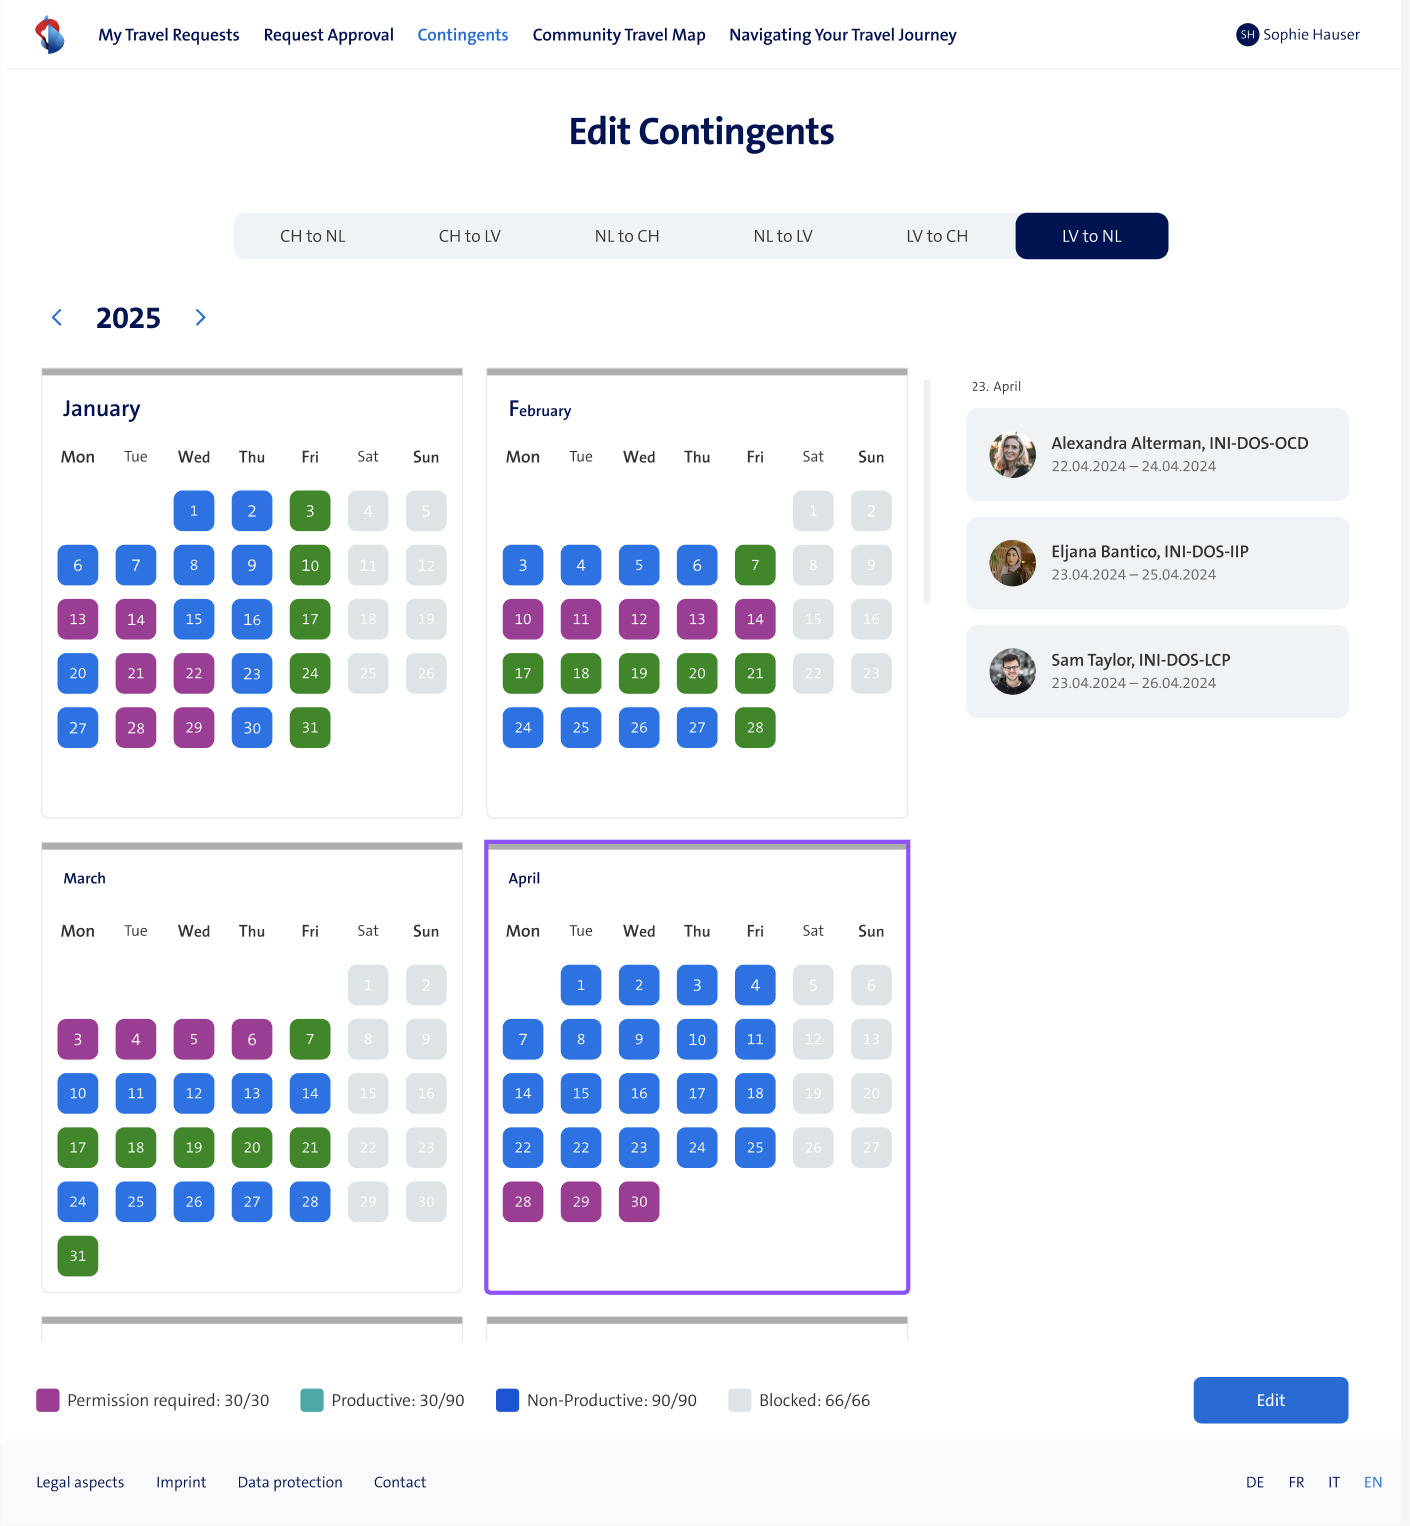 My Travel Requests Request Approval Contingents Community Travel Map Navigating Your Travel Journey SH Sophie Hauser
Edit Contingents
CH to NL CH to LV NL to CH NL to LV LV to CH LV to NL
2025
January
Mon Tue Wed Thu Fri Sat Sun
1 2 3 4 5
6 7 8 9 10 11 12
13 14 15 16 17 18 19
20 21 22 23 24 25 26
27 28 29 30 31
February
Mon Tue Wed Thu Fri Sat Sun
1 2
3 4 5 6 7 8 9
10 11 12 13 14 15 16
17 18 19 20 21 22 23
24 25 26 27 28
23. April
Alexandra Alterman, INI-DOS-OCD
22.04.2024 – 24.04.2024
Eljana Bantico, INI-DOS-IIP
23.04.2024 – 25.04.2024
Sam Taylor, INI-DOS-LCP
23.04.2024 – 26.04.2024
March
Mon Tue Wed Thu Fri Sat Sun
1 2
3 4 5 6 7 8 9
10 11 12 13 14 15 16
17 18 19 20 21 22 23
24 25 26 27 28 29 30
31
April
Mon Tue Wed Thu Fri Sat Sun
1 2 3 4 5 6
7 8 9 10 11 12 13
14 15 16 17 18 19 20
22 22 23 24 25 26 27
28 29 30
Permission required: 30/30 Productive: 30/90 Non-Productive: 90/90 Blocked: 66/66 Edit
Legal aspects Imprint Data protection Contact DE FR IT EN